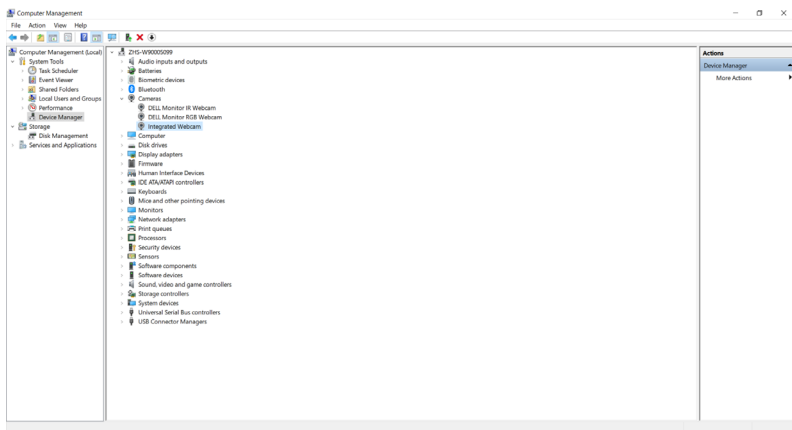 Computer Management
File Action View Help
Computer Management (Local)
System Tools
Task Scheduler
Event Viewer
Shared Folders
Local Users and Groups
Performance
Device Manager
Storage
Disk Management
Services and Applications
ZHS-W90005099
Audio inputs and outputs
Batteries
Biometric devices
Bluetooth
Cameras
DELL Monitor IR Webcam
DELL Monitor RGB Webcam
Integrated Webcam
Computer
Disk drives
Display adapters
Firmware
Human Interface Devices
IDE ATA/ATAPI controllers
Keyboards
Mice and other pointing devices
Monitors
Network adapters
Print queues
Processors
Security devices
Sensors
Software components
Software devices
Sound, video and game controllers
Storage controllers
System devices
Universal Serial Bus controllers
USB Connector Managers
Actions
Device Manager
More Actions